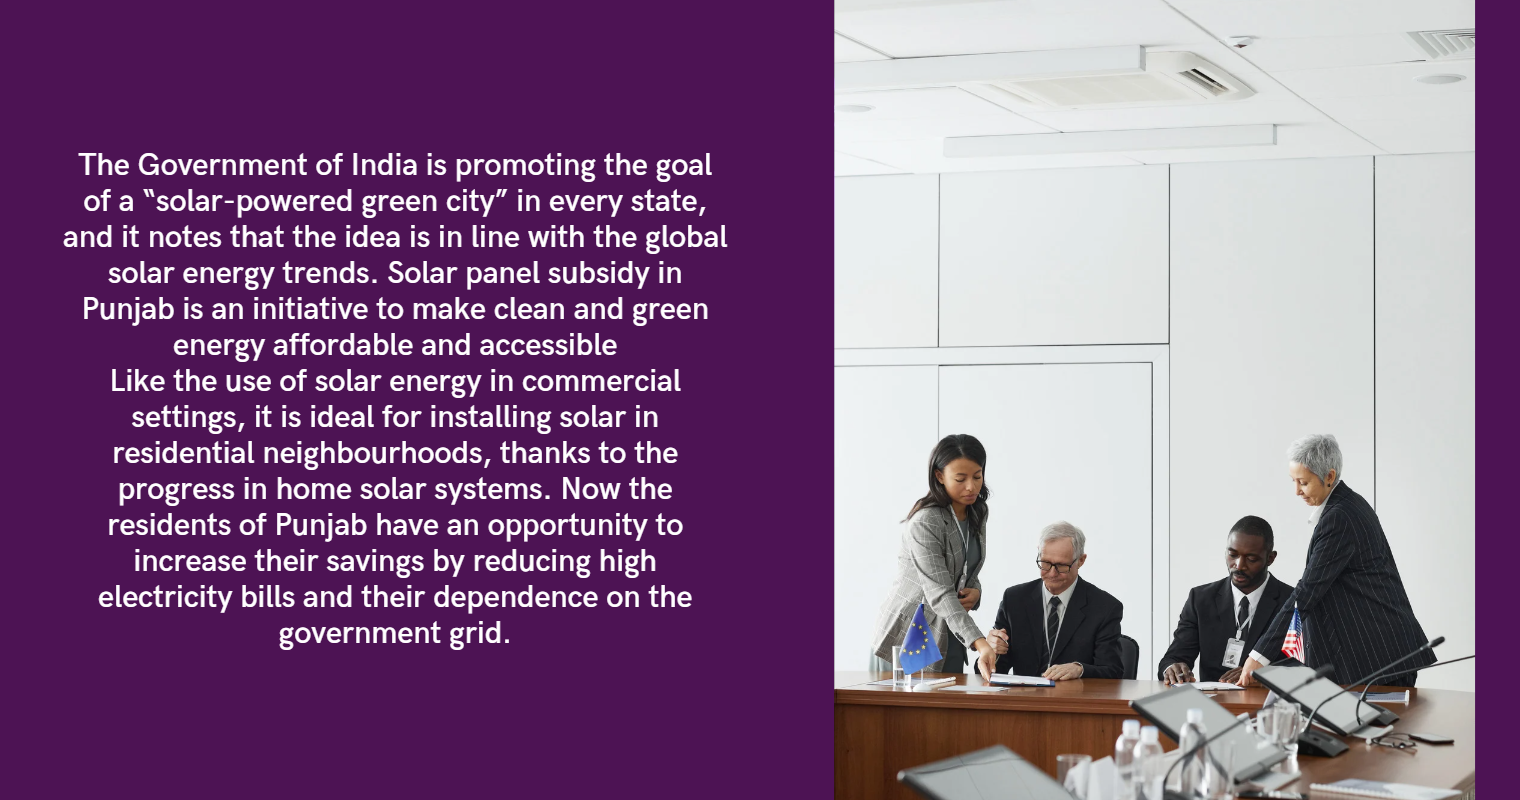 The Government of India is promoting the goal
of a “solar-powered green city” in every state,
and it notes that the idea is in line with the global
solar energy trends. Solar panel subsidy in
Punjab is an initiative to make clean and green
energy affordable and accessible
Like the use of solar energy in commercial
settings, it is ideal for installing solar in
residential neighbourhoods, thanks to the
progress in home solar systems. Now the
residents of Punjab have an opportunity to
increase their savings by reducing high
electricity bills and their dependence on the
government grid.